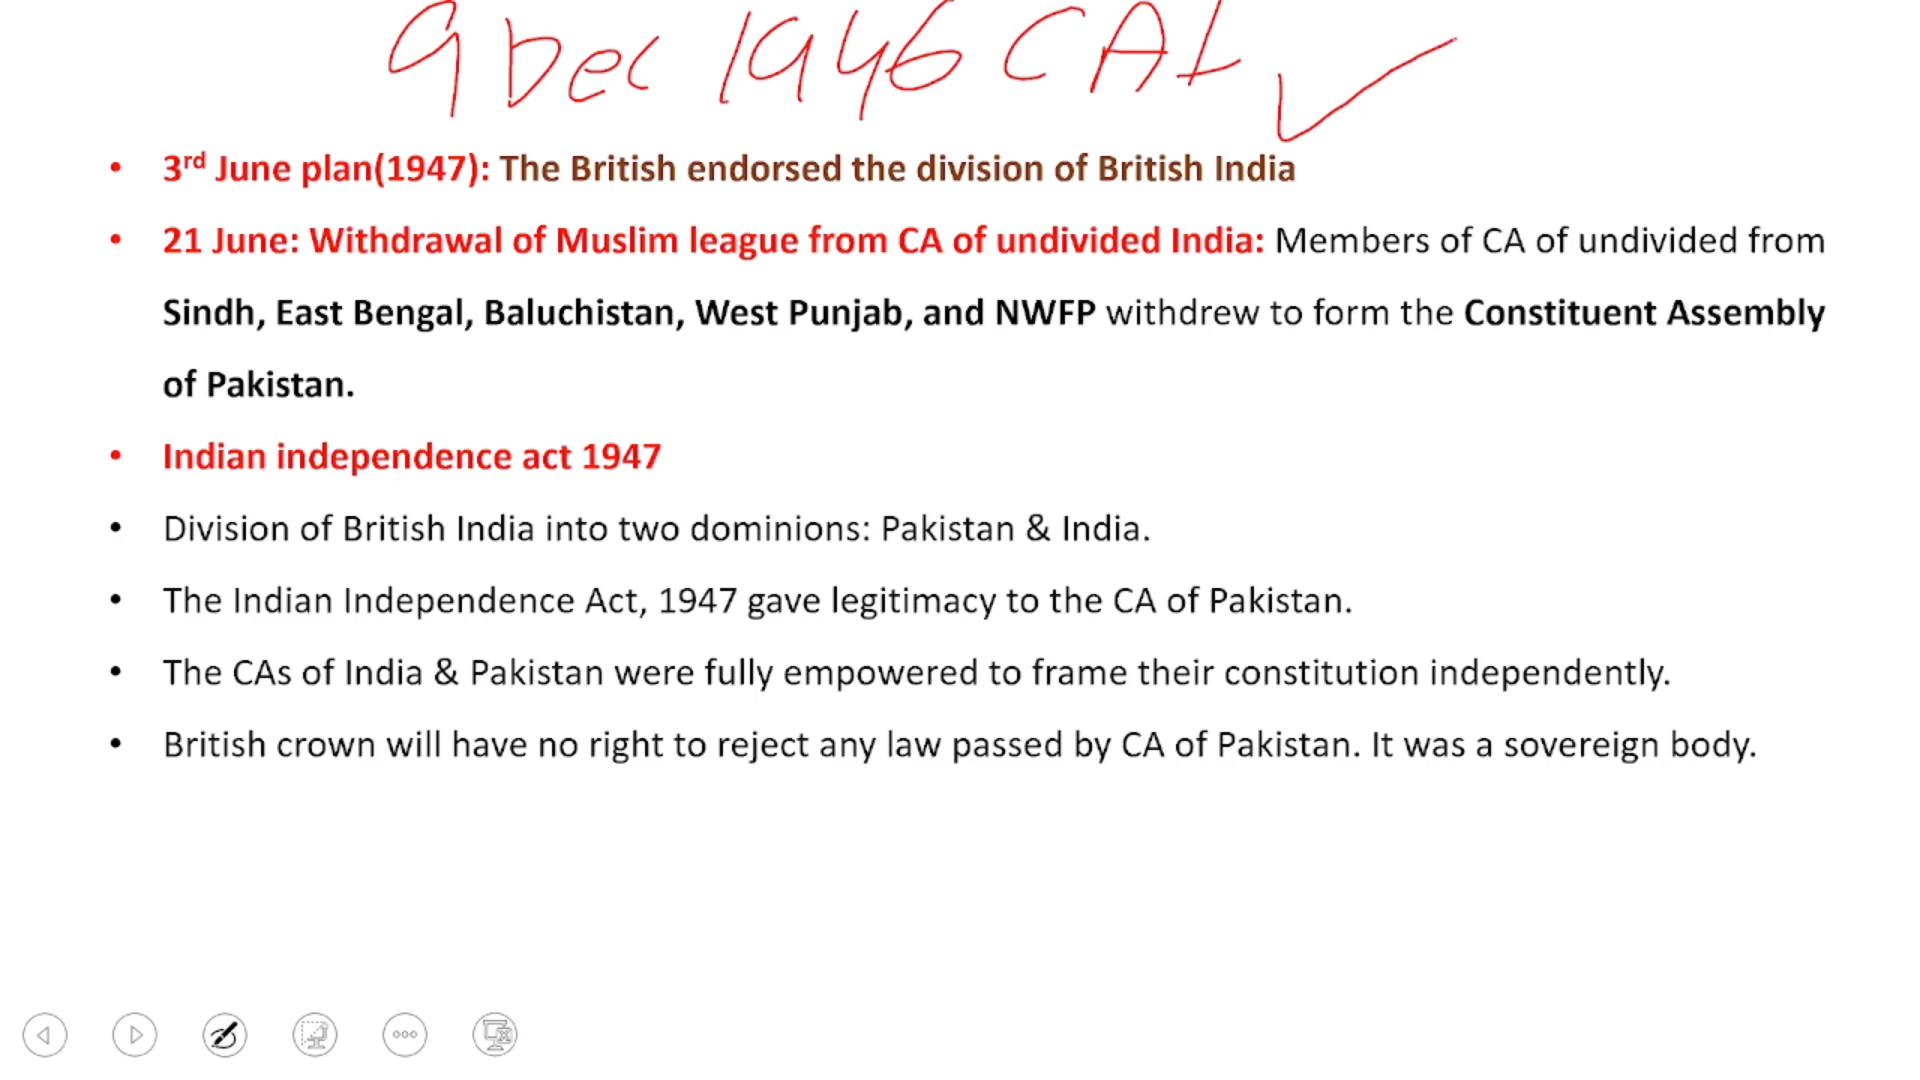 9 Dec 1946 CAI
3rd June plan(1947): The British endorsed the division of British India
21 June: Withdrawal of Muslim league from CA of undivided India: Members of CA of undivided from
Sindh, East Bengal, Baluchistan, West Punjab, and NWFP withdrew to form the Constituent Assembly
of Pakistan.
Indian independence act 1947
Division of British India into two dominions: Pakistan & India.
The Indian Independence Act, 1947 gave legitimacy to the CA of Pakistan.
The CAs of India & Pakistan were fully empowered to frame their constitution independently.
British crown will have no right to reject any law passed by CA of Pakistan. It was a sovereign body.